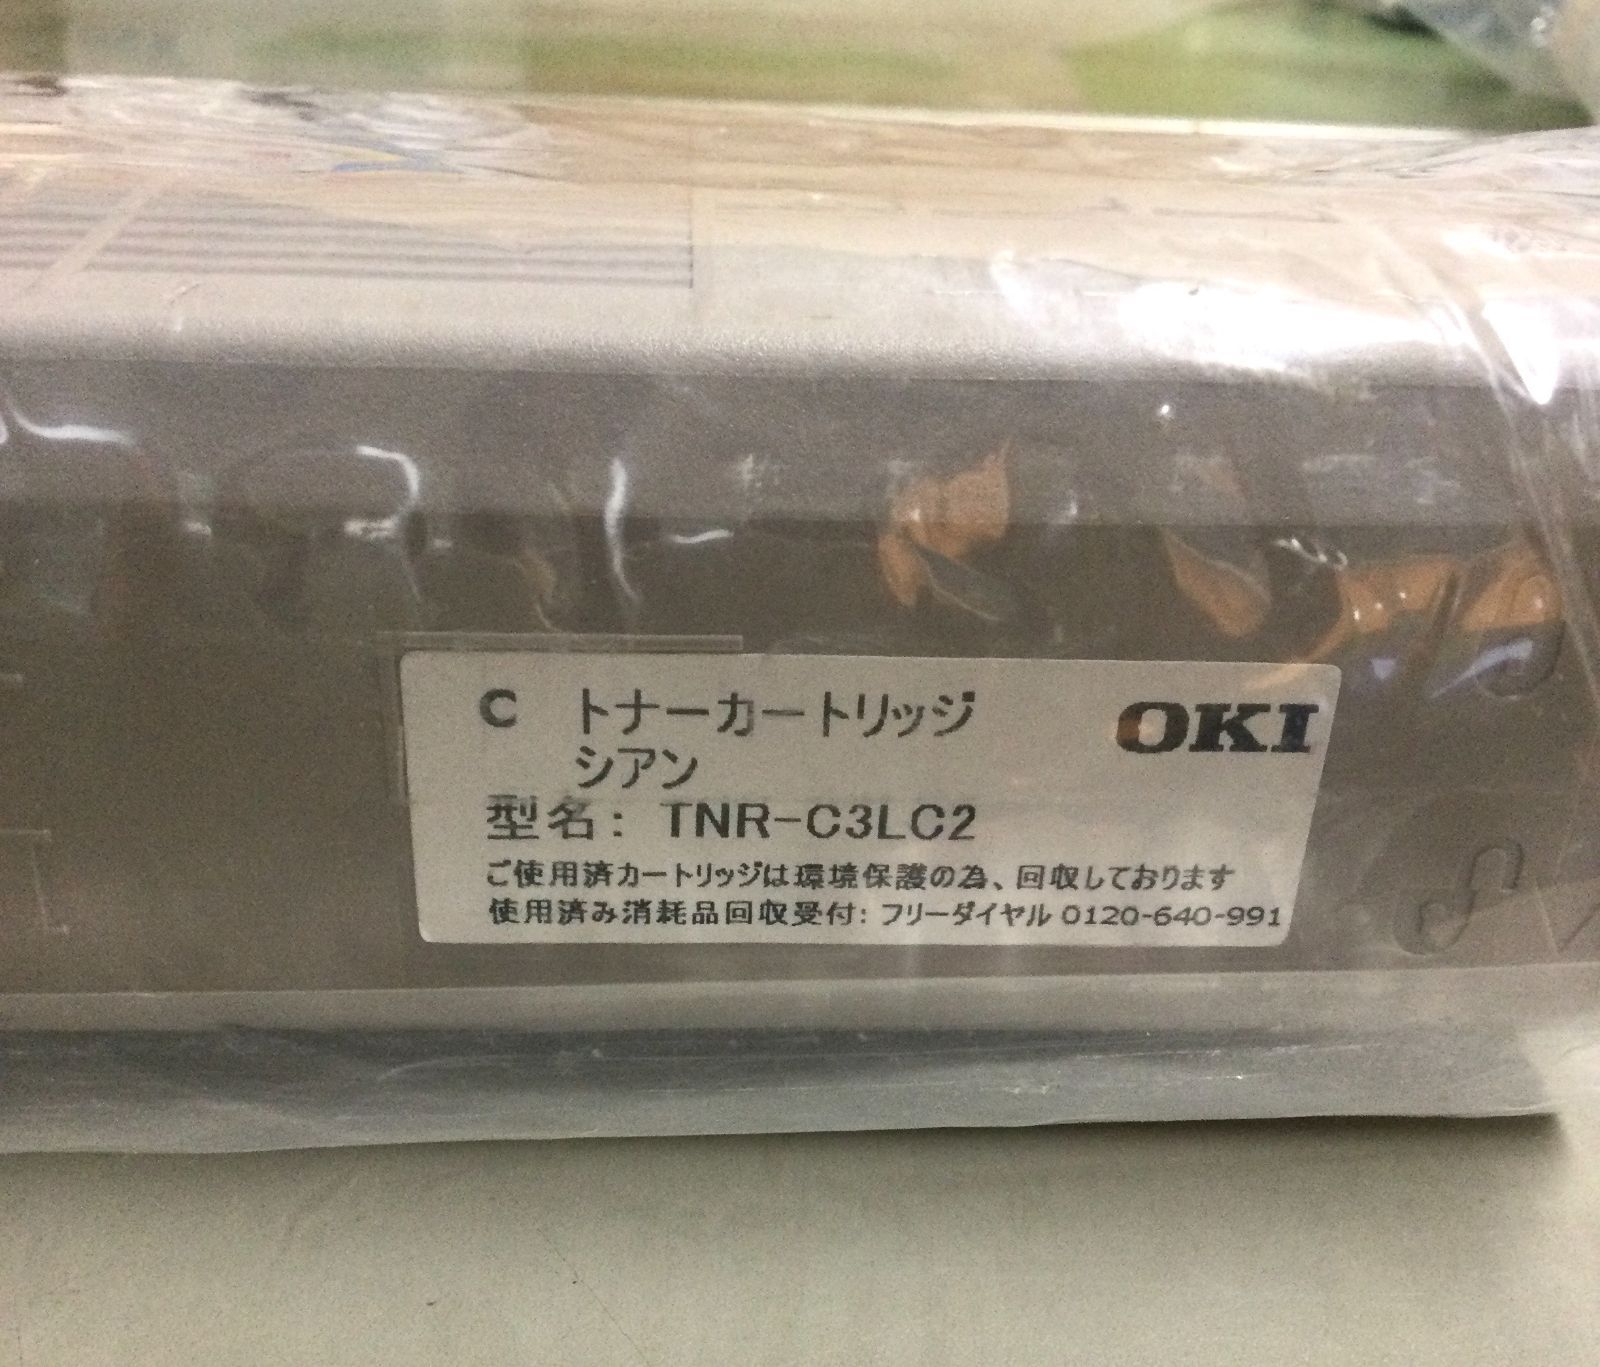 C トナーカートリッジ OKI
シアン
型名: TNR-C3LC2
ご使用済カートリッジは環境保護の為、回収しております
使用済み消耗品回収受付: フリーダイヤル 0120-640-991